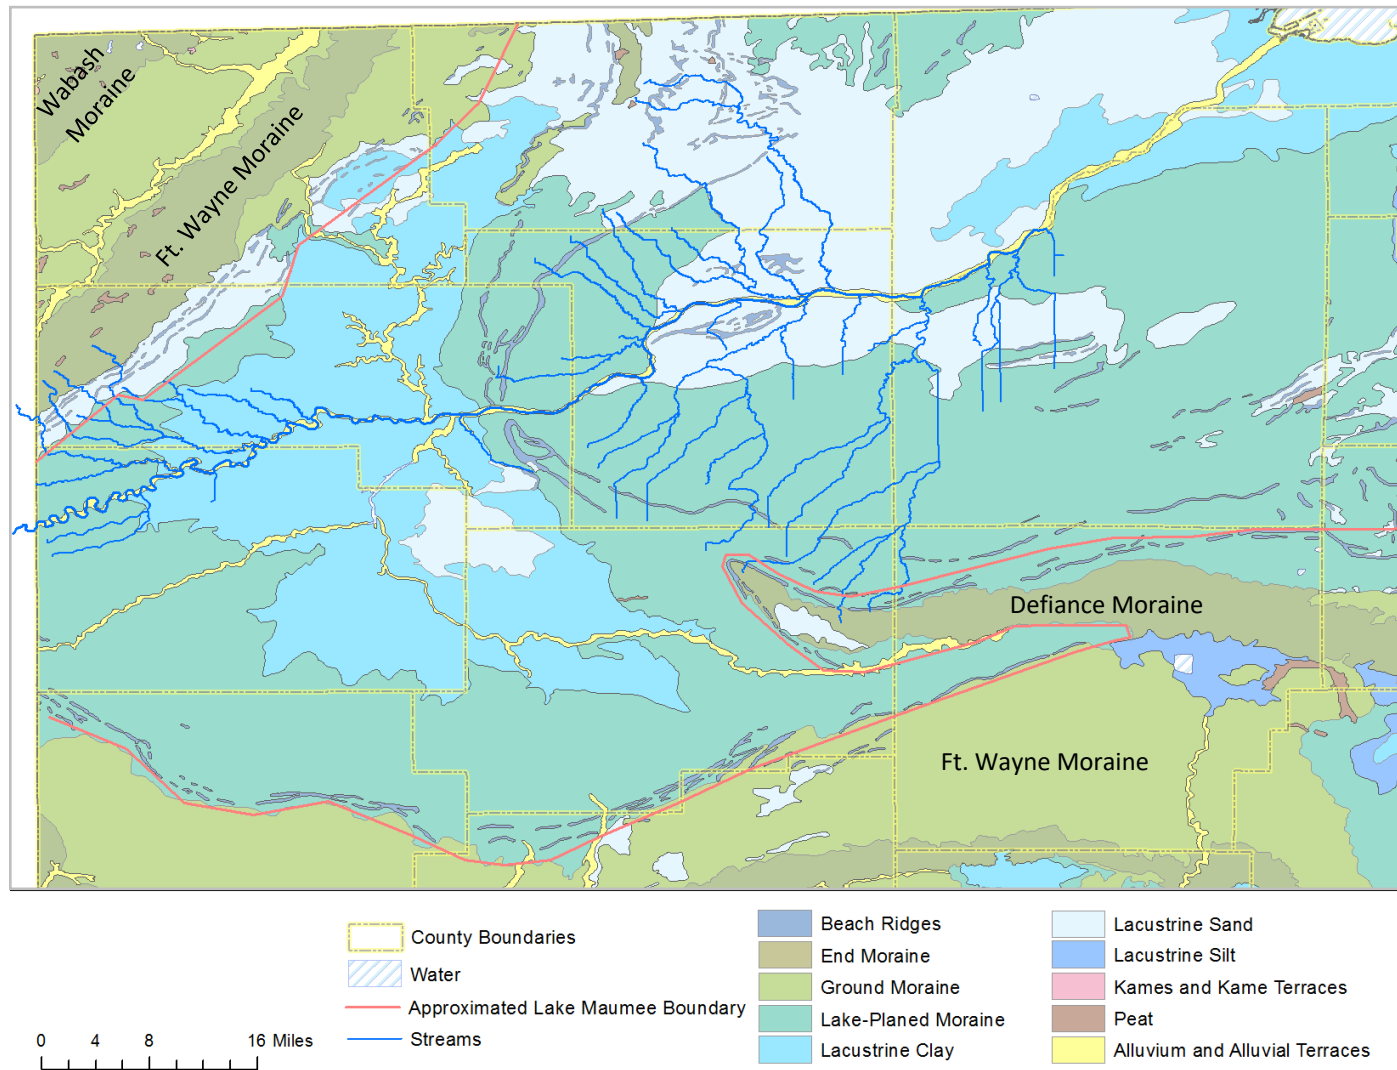 Wabash
Moraine
Ft. Wayne Moraine
Defiance Moraine
Ft. Wayne Moraine
County Boundaries
Water
Approximated Lake Maumee Boundary
Streams
0 4 8 16 Miles
Beach Ridges
End Moraine
Ground Moraine
Lake-Planed Moraine
Lacustrine Clay
Lacustrine Sand
Lacustrine Silt
Kames and Kame Terraces
Peat
Alluvium and Alluvial Terraces